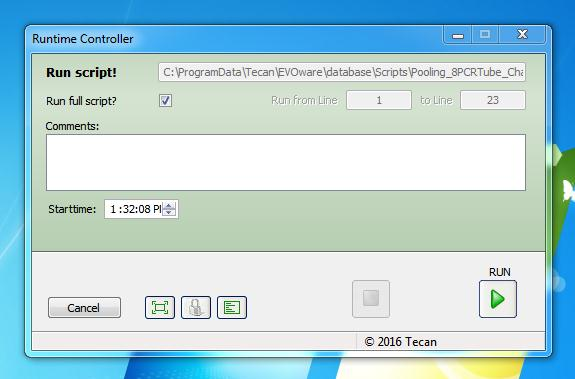 Runtime Controller
Run script! C:\ProgramData\Tecan\EVOware\database\Scripts\Pooling_8PCRTube_Cha
Run full script? Run from Line 1 to Line 23
Comments:
Starttime: 1 :32:08 P
RUN
Cancel
© 2016 Tecan